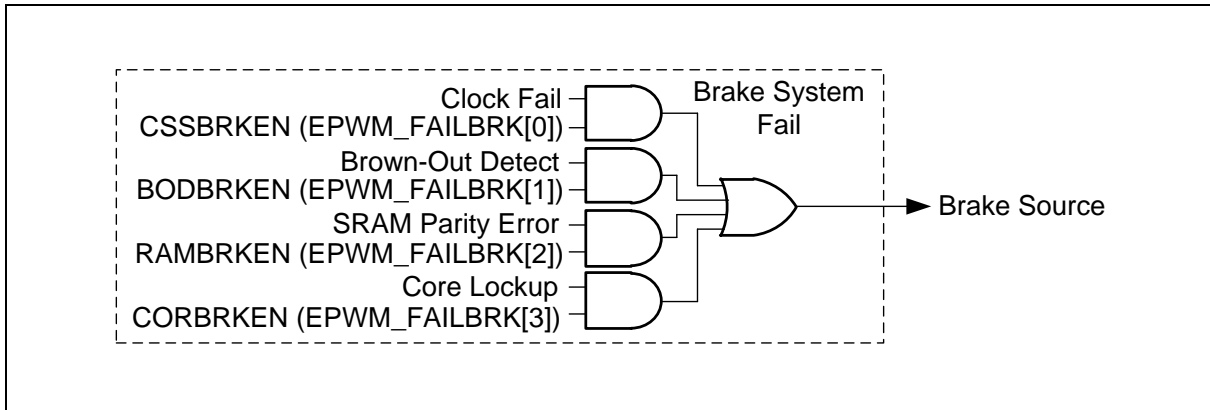 Clock Fail
CSSBRKEN (EPWM_FAILBRK[0])
Brown-Out Detect
BODBRKEN (EPWM_FAILBRK[1])
SRAM Parity Error
RAMBRKEN (EPWM_FAILBRK[2])
Core Lockup
CORBRKEN (EPWM_FAILBRK[3])
Brake System
Fail
Brake Source